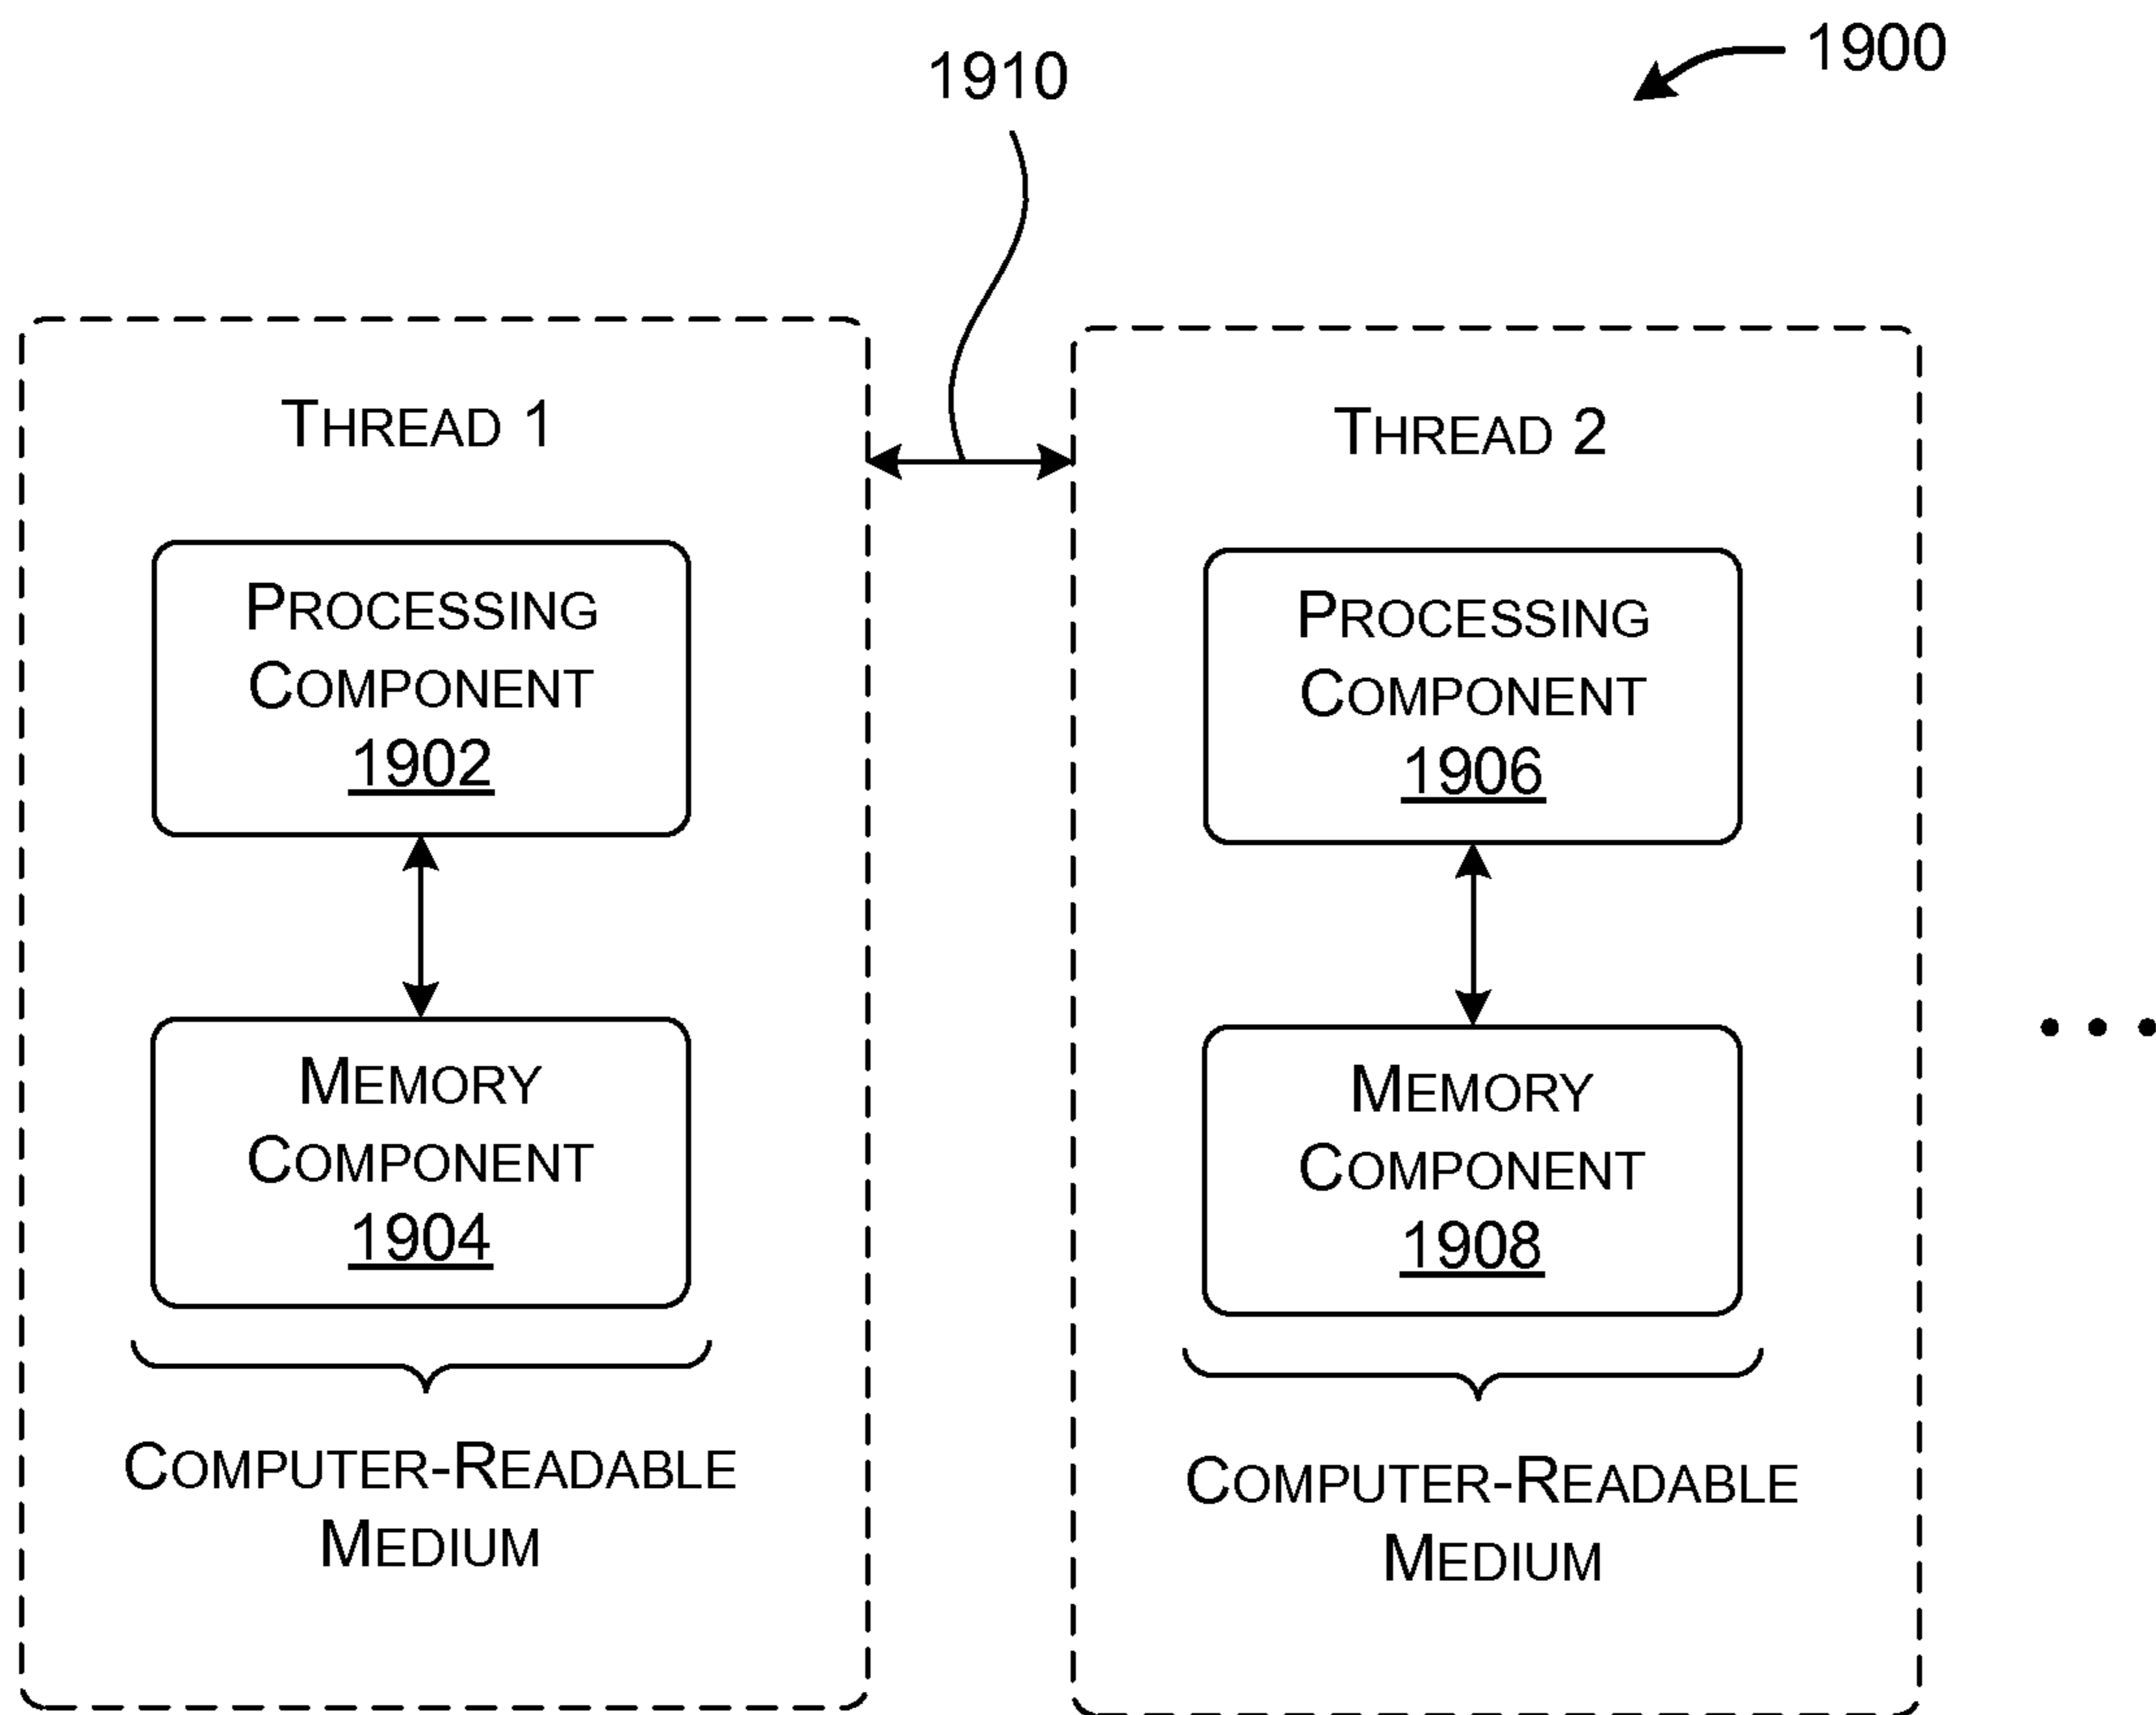 1900
1910
THREAD 1
PROCESSING
COMPONENT
1902
MEMORY
COMPONENT
1904
COMPUTER-READABLE
MEDIUM
THREAD 2
PROCESSING
COMPONENT
1906
MEMORY
COMPONENT
1908
COMPUTER-READABLE
MEDIUM